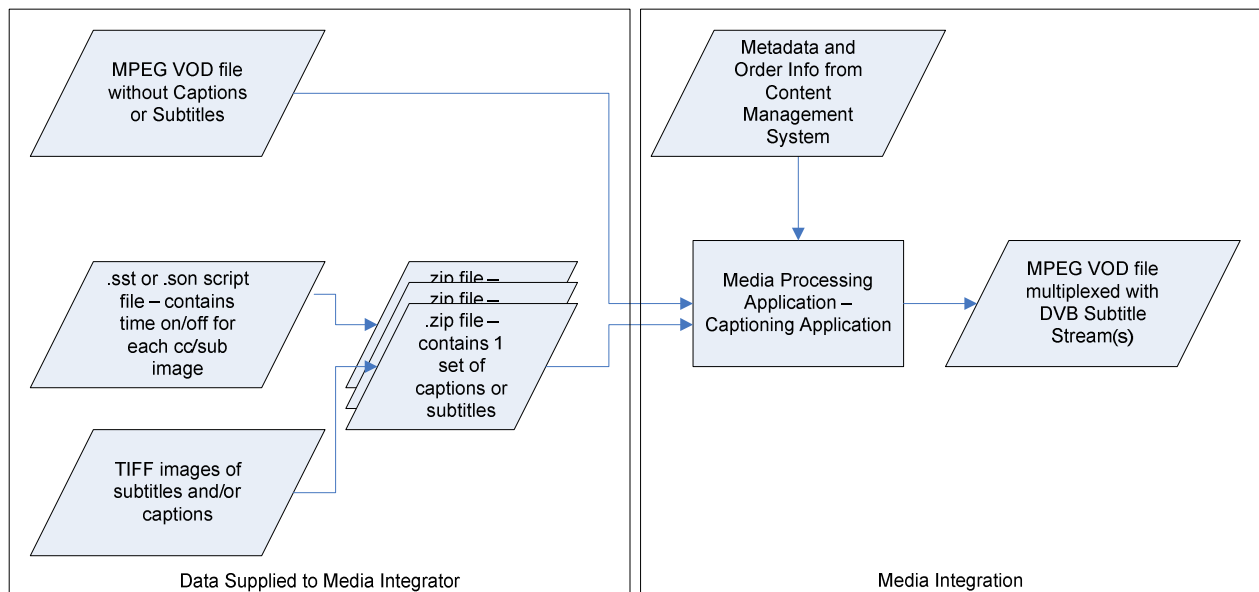 MPEG VOD file
without Captions
or Subtitles
.sst or .son script
file – contains
time on/off for
each cc/sub
image
TIFF images of
subtitles and/or
captions
.zip file –
.zip file –
.zip file –
contains 1
set of
captions or
subtitles
Data Supplied to Media Integrator
Metadata and
Order Info from
Content
Management
System
Media Processing
Application –
Captioning Application
MPEG VOD file
multiplexed with
DVB Subtitle
Stream(s)
Media Integration